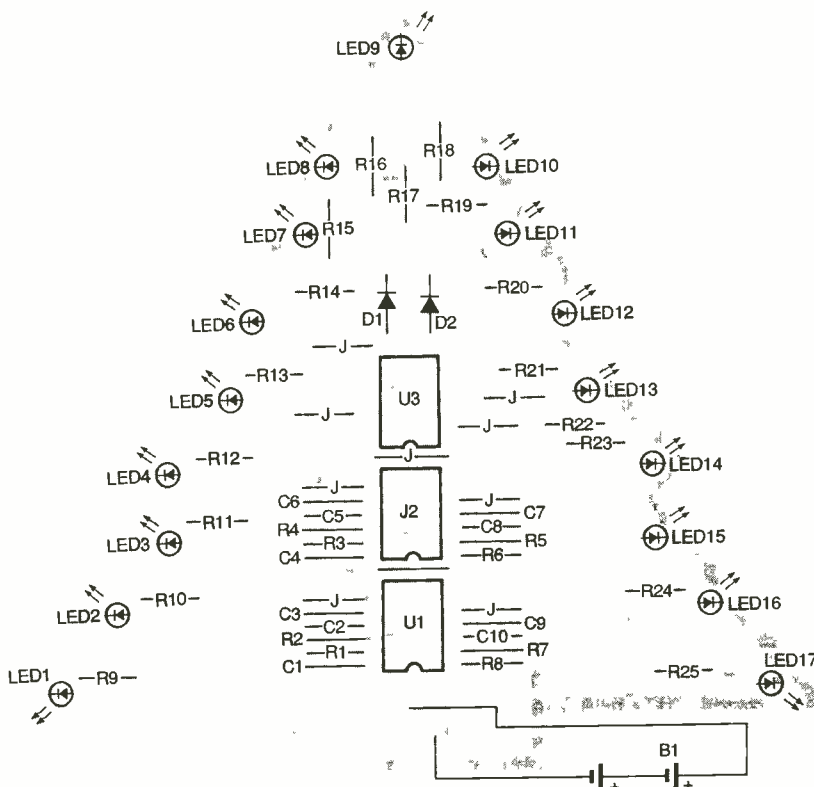 LED9
LED8
R16
R18
LED10
R17
R19
LED7
R15
LED11
R14
R20
LED6
D1
D2
LED12
J
R13
U3
R21
LED5
J
LED13
J
J
R22
R23
R12
J
LED4
LED14
J
C6
J
C5
C7
R11
R4
J2
C8
LED3
R3
R5
LED15
C4
R6
R10
J
R24
LED2
C3
J
LED16
C2
U1
C9
R2
C10
R1
R7
C1
R8
LED1
R9
R25
LED17
B1
+
+